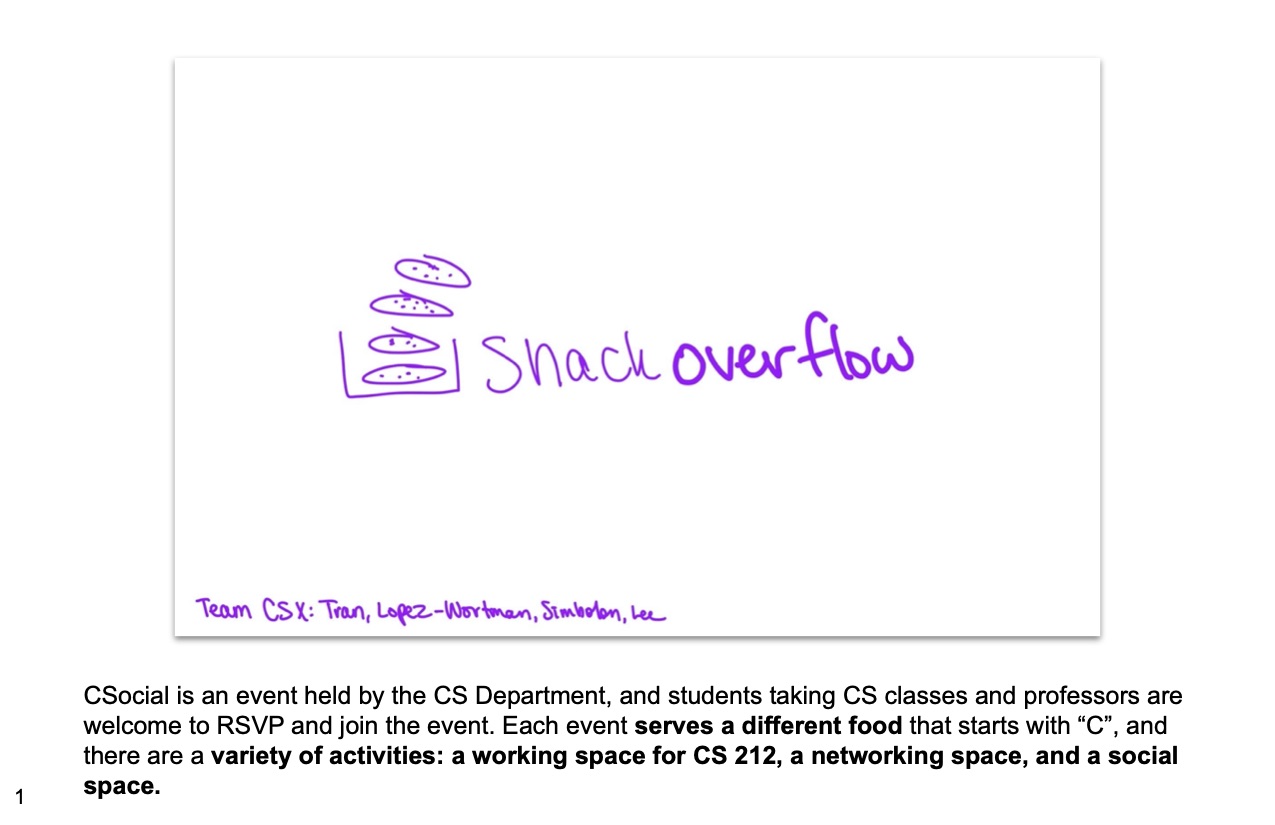 Snack overflow
Team CSX: Tran, Lopez-Wortman, Simbolon, Lee
CSocial is an event held by the CS Department, and students taking CS classes and professors are
welcome to RSVP and join the event. Each event serves a different food that starts with “C”, and
there are a variety of activities: a working space for CS 212, a networking space, and a social
space.
1